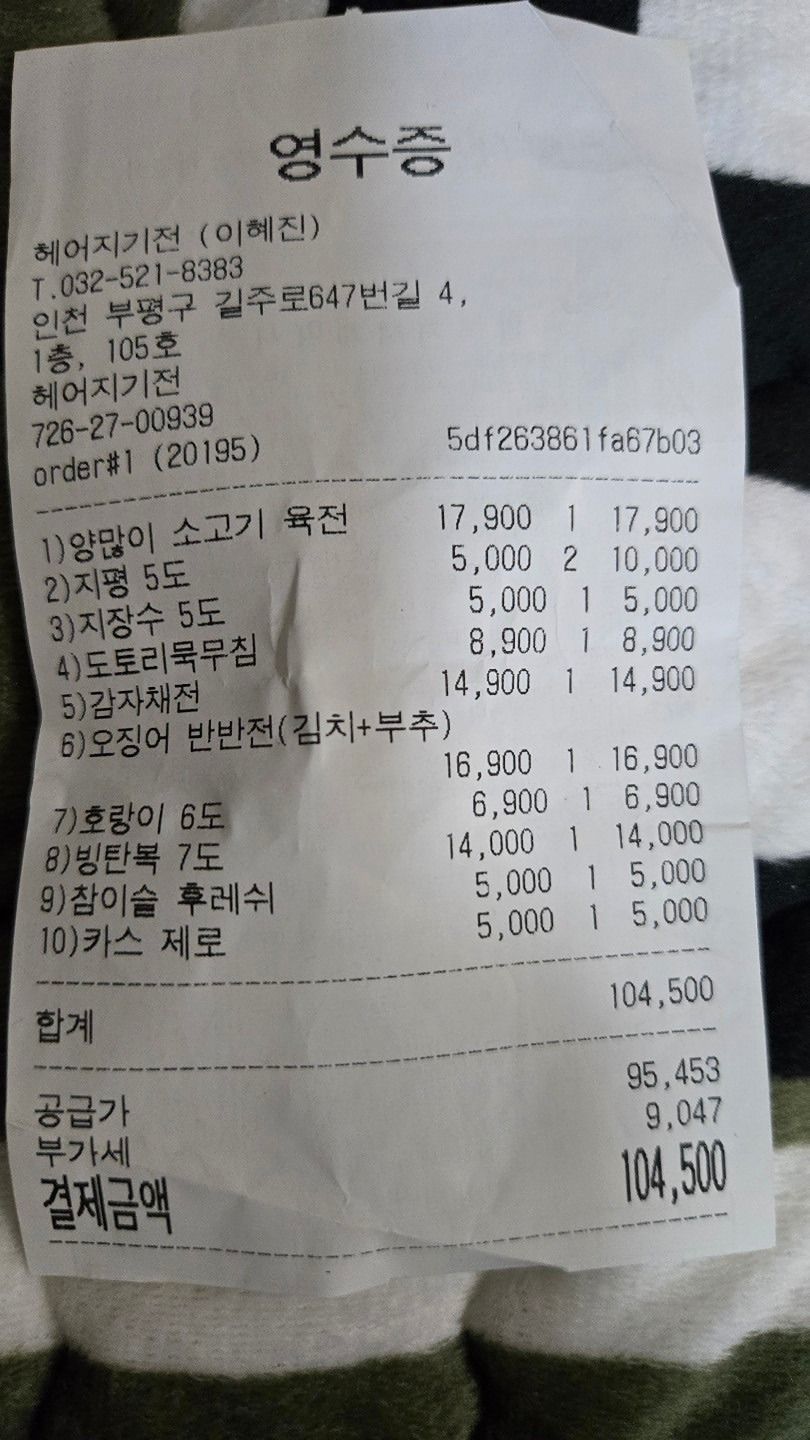 영수증
헤어지기전 (이혜진)
T.032-521-8383
인천 부평구 길주로647번길 4,
1층, 105호
헤어지기전
726-27-00939
order#1 (20195) 5df263861fa67b03
1)양많이 소고기 육전 17,900 1 17,900
2)지평 5도 5,000 2 10,000
3)지장수 5도 5,000 1 5,000
4)도토리묵무침 8,900 1 8,900
5)감자채전 14,900 1 14,900
6)오징어 반반전(김치+부추)
16,900 1 16,900
7)호랑이 6도 6,900 1 6,900
8)빙탄복 7도 14,000 1 14,000
9)참이슬 후레쉬 5,000 1 5,000
10)카스 제로 5,000 1 5,000
합계 104,500
공급가 95,453
부가세 9,047
결제금액 104,500